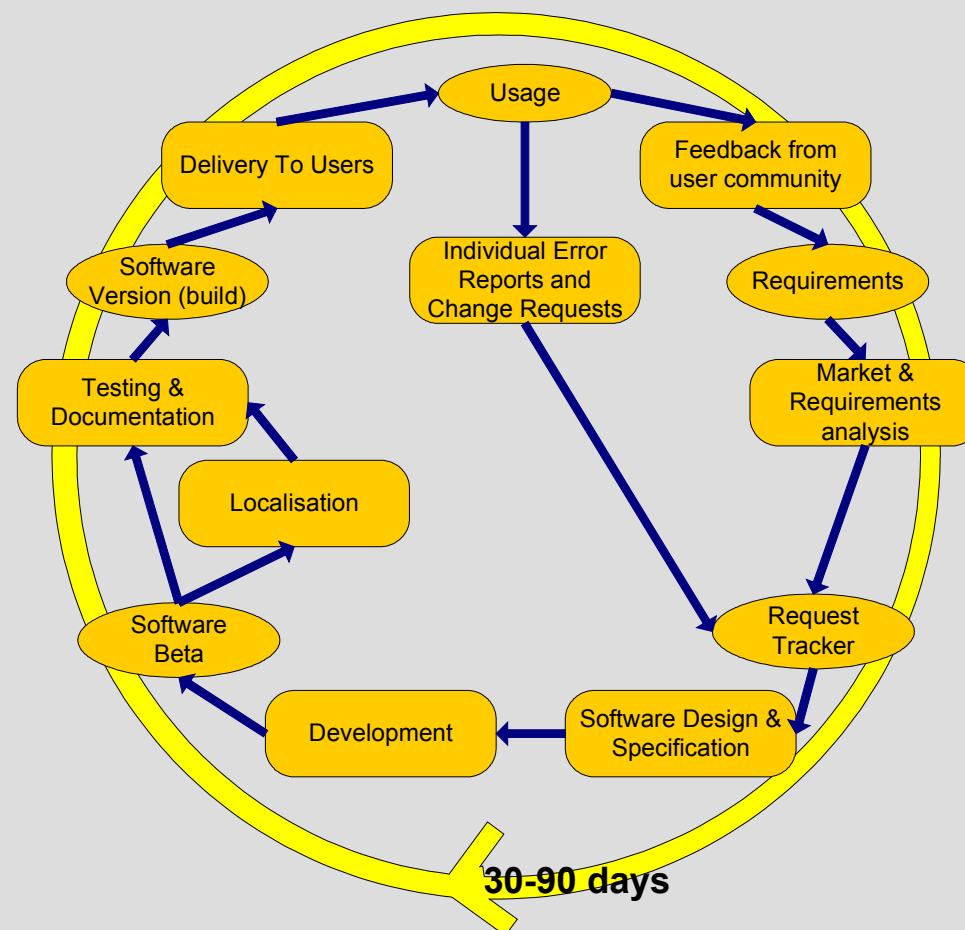 Usage
Delivery To Users
Feedback from
user community
Individual Error
Reports and
Change Requests
Software
Version (build)
Requirements
Testing &
Documentation
Market &
Requirements
analysis
Localisation
Software
Beta
Request
Tracker
Development
Software Design &
Specification
30-90 days